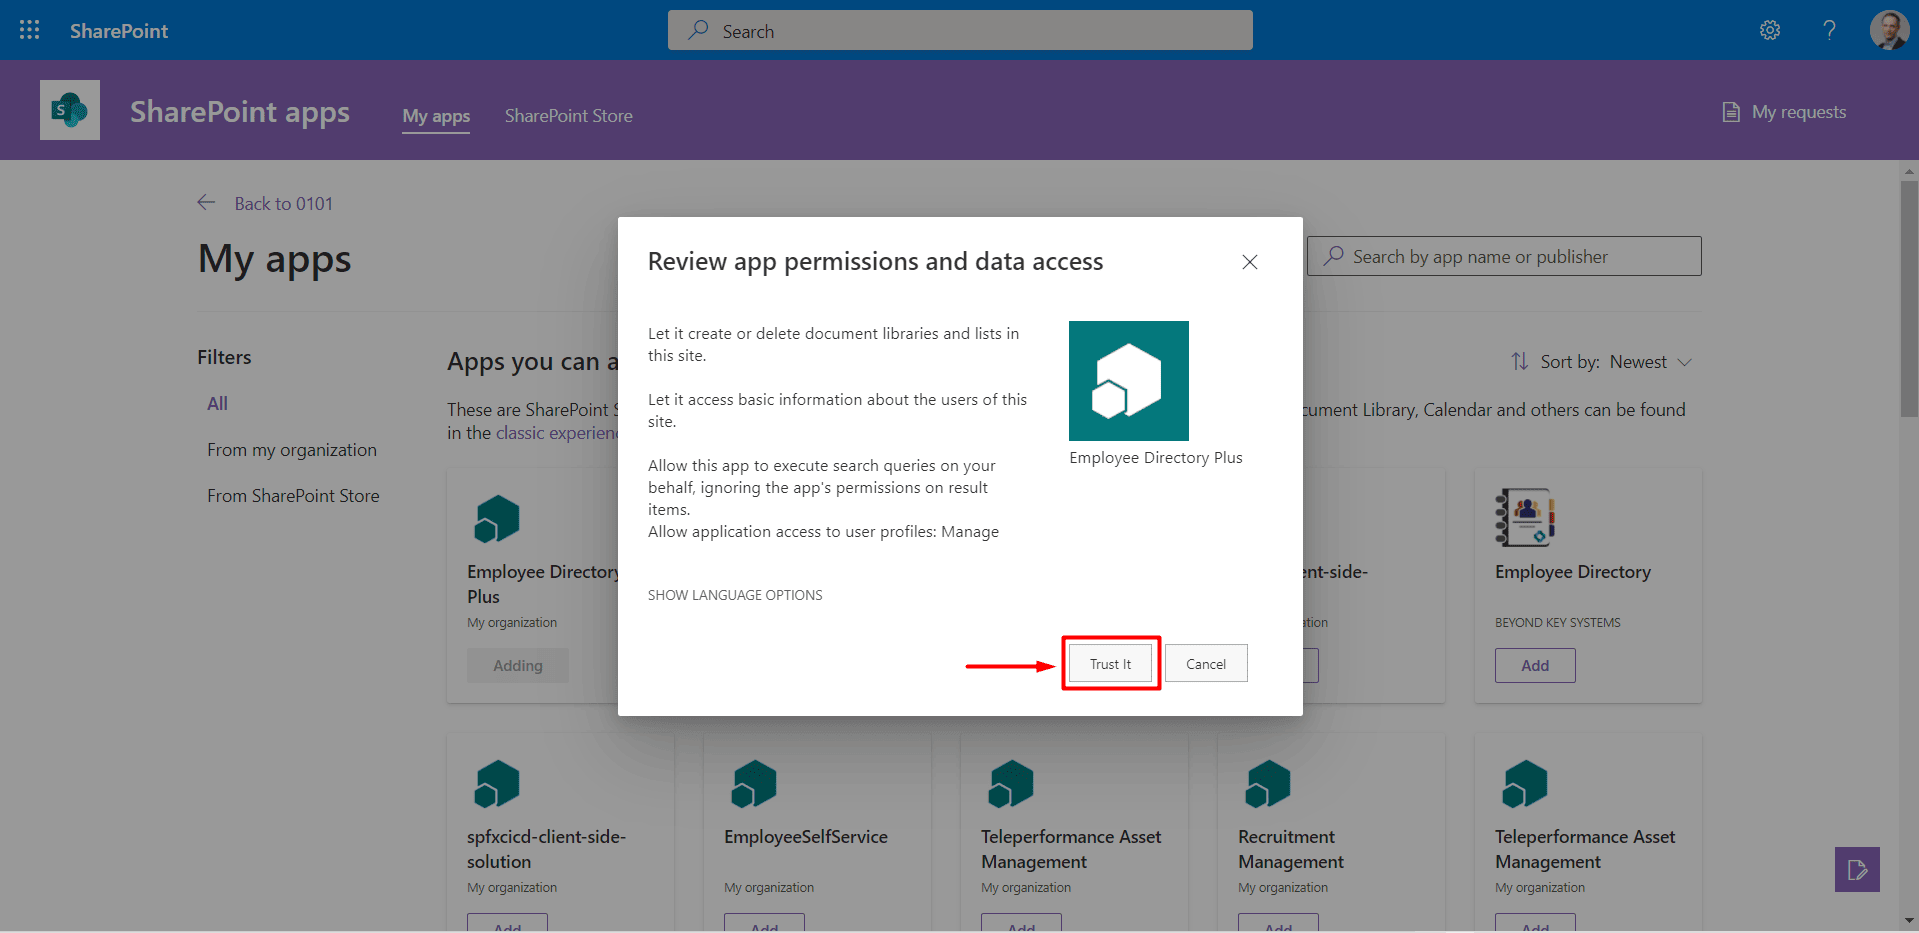 SharePoint
Search
SharePoint apps
My apps
SharePoint Store
My requests
Back to 0101
My apps
Search by app name or publisher
Filters
All
From my organization
From SharePoint Store
Apps you can a
Sort by: Newest
These are SharePoint S
cument Library, Calendar and others can be found
in the classic experien
Review app permissions and data access
Let it create or delete document libraries and lists in
this site.
Let it access basic information about the users of this
site.
Allow this app to execute search queries on your
behalf, ignoring the app's permissions on result
items.
Allow application access to user profiles: Manage
Employee Directory Plus
SHOW LANGUAGE OPTIONS
Trust It
Cancel
Employee Directory
Plus
My organization
Adding
ent-side-
ation
Employee Directory
BEYOND KEY SYSTEMS
Add
spfxcicd-client-side-
solution
My organization
Add
EmployeeSelfService
My organization
Add
Teleperformance Asset
Management
My organization
Add
Recruitment
Management
My organization
Add
Teleperformance Asset
Management
My organization
Add